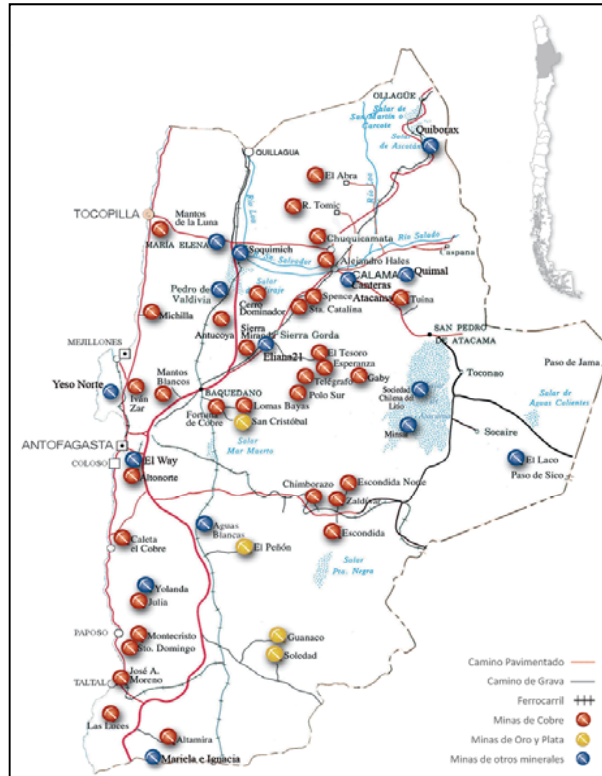 OLLAGÜE
Salar de
San Martín o
Carcote
Salar
de Ascotán
Quiborax
QUILLAGUA
El Abra
Río Loa
R. Tomic
TOCOPILLA
Mantos
de la Luna
Chuquicamata
Río Salado
MARÍA ELENA
Soquimich
San Salvador
Alejandro Hales
Caspana
CALAMA
Canteras
Quimal
Pedro de
Valdivia
Salar
Cerro
Dominador
Spence
Sta. Catalina
Atacama
Tuina
Michilla
Antucoya
Sierra
Miranda
Sierra Gorda
Eliana21
SAN PEDRO
DE ATACAMA
MEJILLONES
El Tesoro
Esperanza
Telégrafo
Gaby
Polo Sur
Toconao
Paso de Jama
Yeso Norte
Iván
Zar
Mantos
Blancos
BAQUEDANO
Fortuna
de Cobre
Lomas Bayas
San Cristóbal
Sociedad
Chilena del
Litio
Minsal
Salar de
Aguas Calientes
Socaire
ANTOFAGASTA
COLOSO
El Way
Altonorte
Salar
Mar Muerto
El Laco
Paso de Sico
Chimborazo
Escondida Norte
Zaldívar
Escondida
Caleta
el Cobre
Aguas
Blancas
El Peñón
Salar
Pta. Negra
Yolanda
Julia
PAPOSO
Montecristo
Sto. Domingo
Guanaco
Soledad
TALTAL
José A.
Moreno
Las Luces
Altamira
Mariela e Ignacia
Camino Pavimentado
Camino de Grava
Ferrocarril
Minas de Cobre
Minas de Oro y Plata
Minas de otros minerales